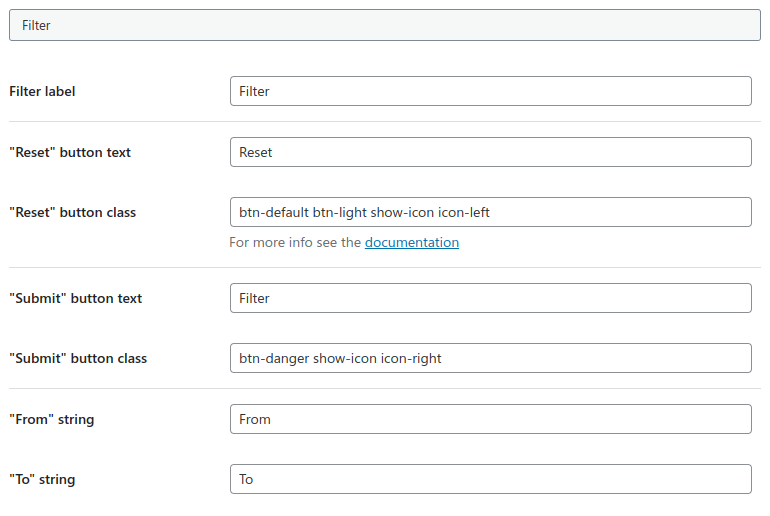 Filter
Filter label
Filter
"Reset" button text
Reset
"Reset" button class
btn-default btn-light show-icon icon-left
For more info see the documentation
"Submit" button text
Filter
"Submit" button class
btn-danger show-icon icon-right
"From" string
From
"To" string
To